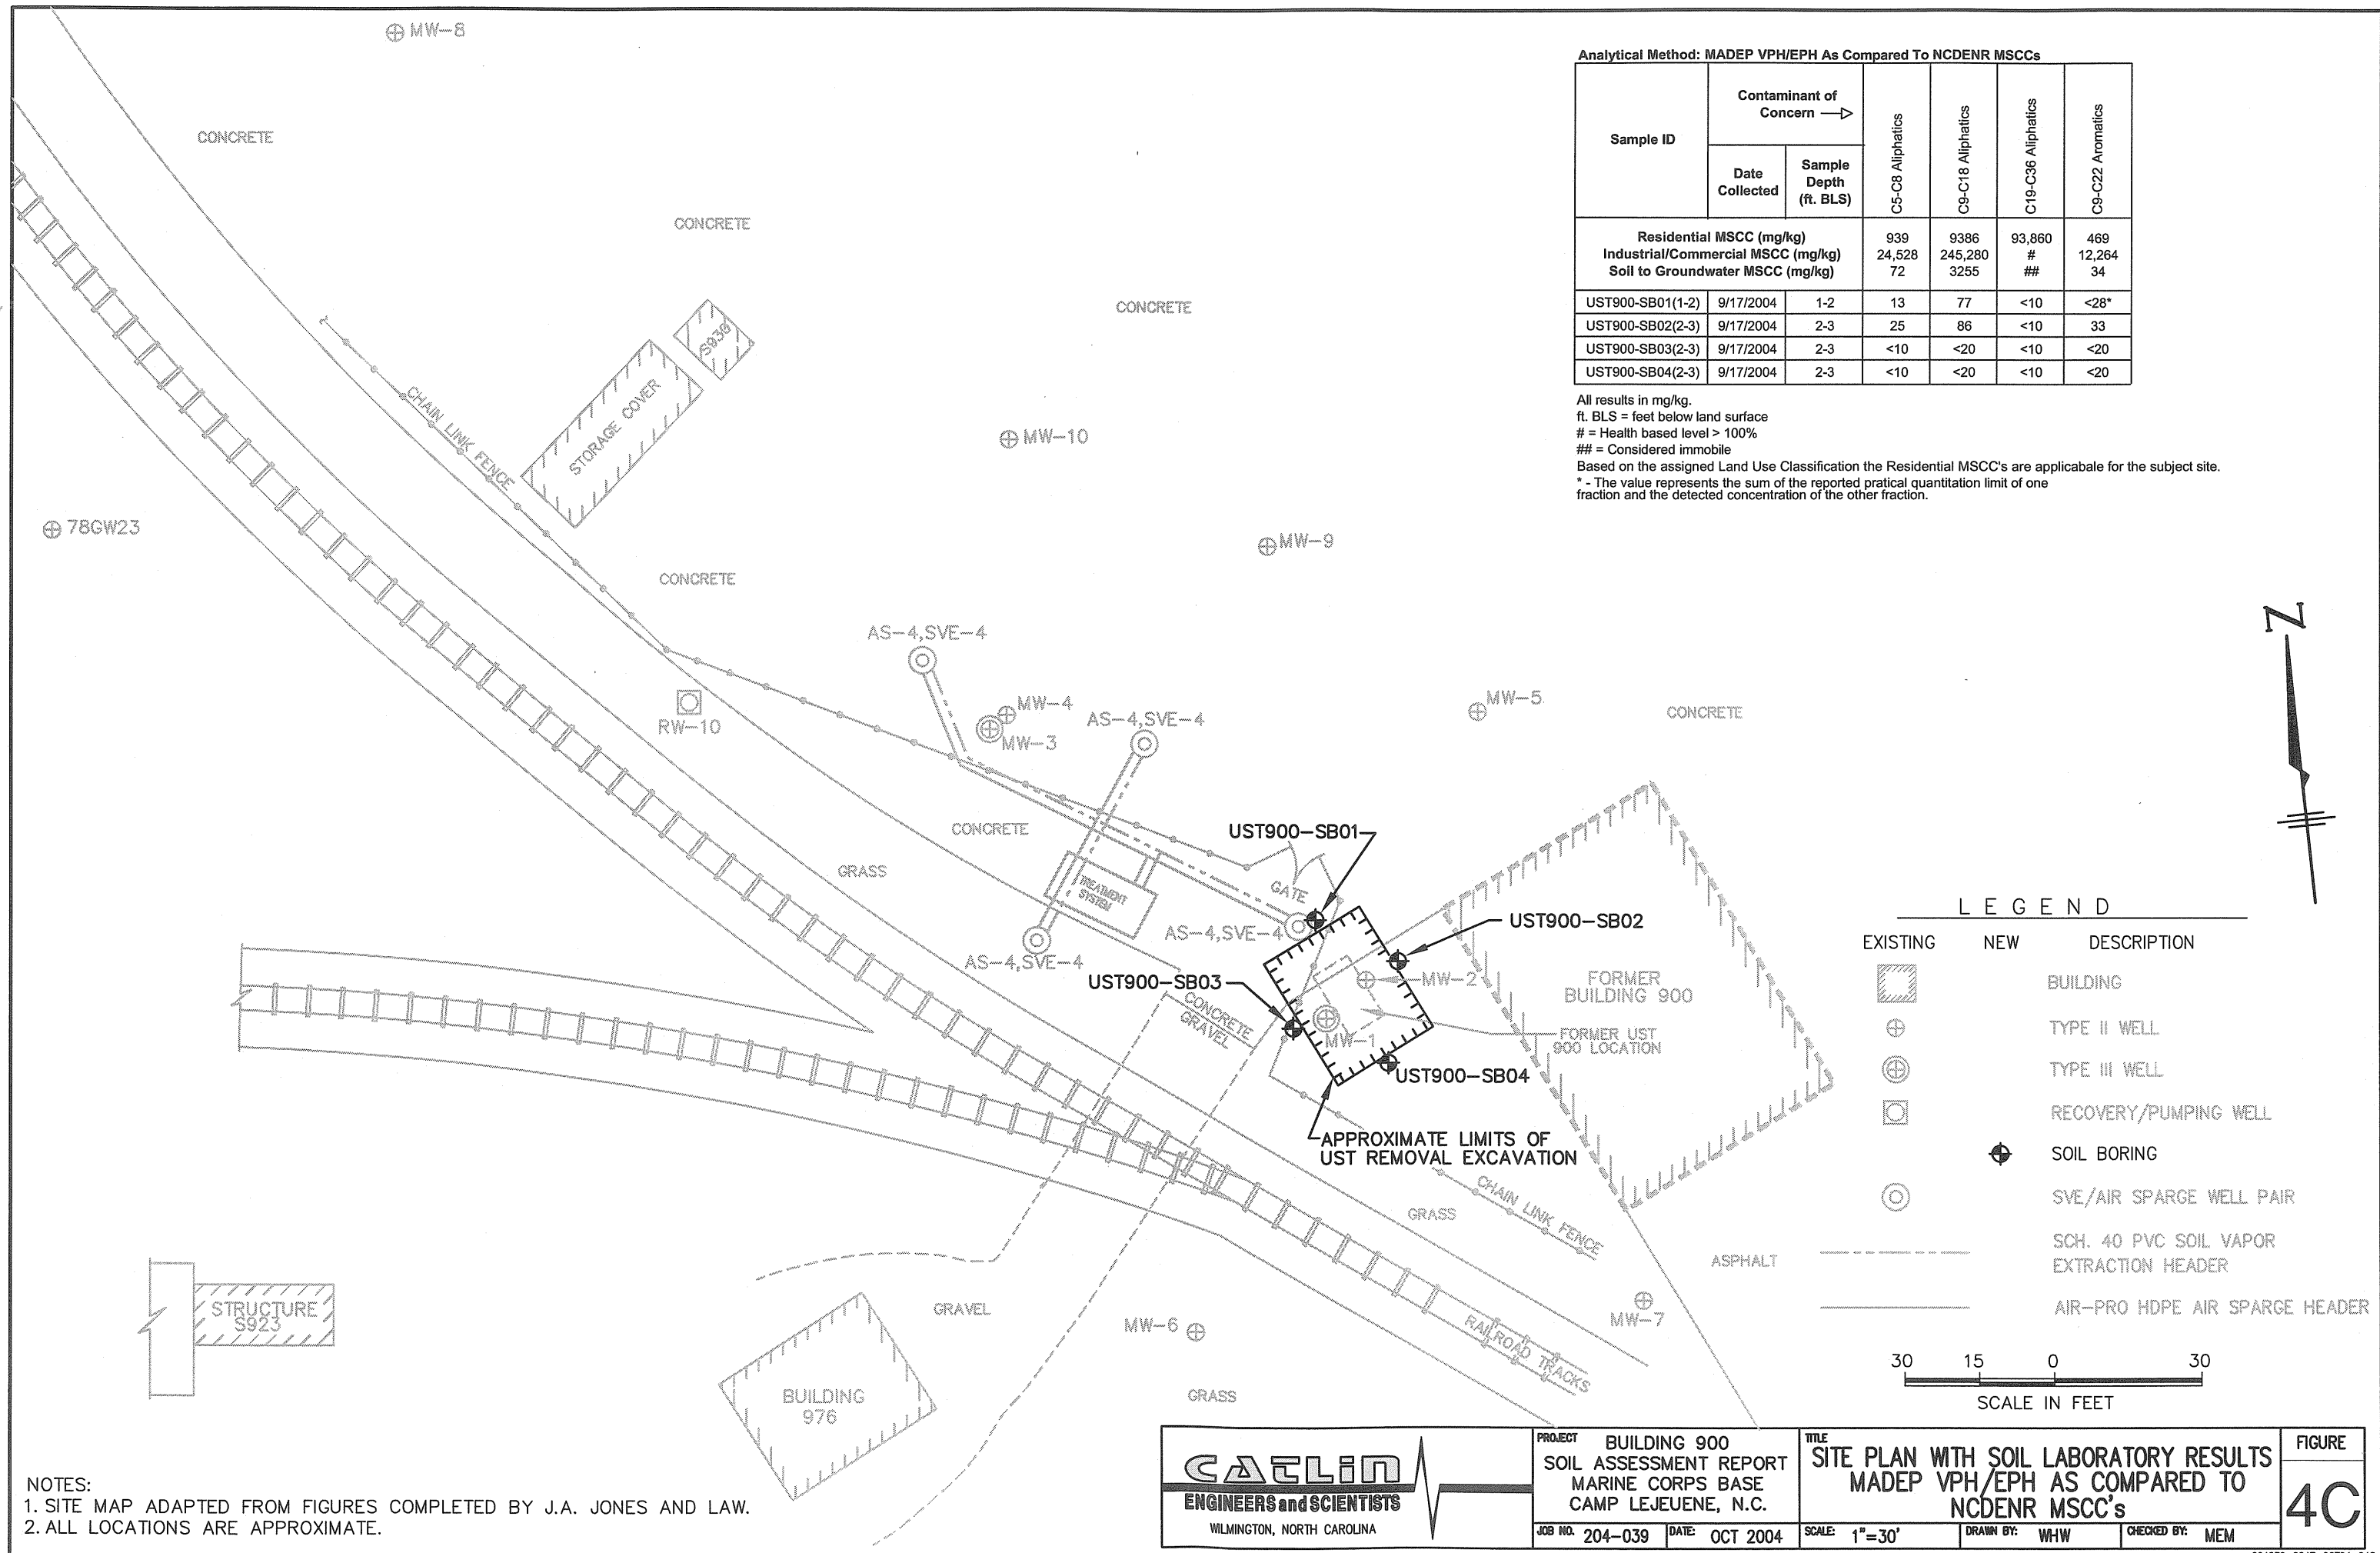 MW-8
CONCRETE
CONCRETE
CONCRETE
S930
STORAGE COVER
CHAIN LINK FENCE
MW-10
78GW23
MW-9
CONCRETE
AS-4,SVE-4
MW-4
MW-3
AS-4,SVE-4
RW-10
MW-5
CONCRETE
CONCRETE
UST900-SB01
GRASS
TREATMENT
SYSTEM
GATE
AS-4,SVE-4
UST900-SB02
AS-4,SVE-4
UST900-SB03
MW-2
FORMER
BUILDING 900
CONCRETE
GRAVEL
MW-1
FORMER UST
900 LOCATION
UST900-SB04
APPROXIMATE LIMITS OF
UST REMOVAL EXCAVATION
CHAIN LINK FENCE
GRASS
ASPHALT
STRUCTURE
S923
GRAVEL
MW-6
MW-7
RAILROAD TRACKS
BUILDING
976
GRASS
Analytical Method: MADEP VPH/EPH As Compared To NCDENR MSCCs
Sample ID
Contaminant of
Concern
Date
Collected
Sample
Depth
(ft. BLS)
C5-C8 Aliphatics
C9-C18 Aliphatics
C19-C36 Aliphatics
C9-C22 Aromatics
Residential MSCC (mg/kg) 939 9386 93,860 469
Industrial/Commercial MSCC (mg/kg) 24,528 245,280 # 12,264
Soil to Groundwater MSCC (mg/kg) 72 3255 ## 34
UST900-SB01(1-2) 9/17/2004 1-2 13 77 <10 <28*
UST900-SB02(2-3) 9/17/2004 2-3 25 86 <10 33
UST900-SB03(2-3) 9/17/2004 2-3 <10 <20 <10 <20
UST900-SB04(2-3) 9/17/2004 2-3 <10 <20 <10 <20
All results in mg/kg.
ft. BLS = feet below land surface
# = Health based level > 100%
## = Considered immobile
Based on the assigned Land Use Classification the Residential MSCC's are applicabale for the subject site.
* - The value represents the sum of the reported pratical quantitation limit of one
fraction and the detected concentration of the other fraction.
N
LEGEND
EXISTING NEW DESCRIPTION
BUILDING
TYPE II WELL
TYPE III WELL
RECOVERY/PUMPING WELL
SOIL BORING
SVE/AIR SPARGE WELL PAIR
SCH. 40 PVC SOIL VAPOR
EXTRACTION HEADER
AIR-PRO HDPE AIR SPARGE HEADER
30 15 0 30
SCALE IN FEET
NOTES:
1. SITE MAP ADAPTED FROM FIGURES COMPLETED BY J.A. JONES AND LAW.
2. ALL LOCATIONS ARE APPROXIMATE.
CATLIN
ENGINEERS and SCIENTISTS
WILMINGTON, NORTH CAROLINA
PROJECT BUILDING 900
SOIL ASSESSMENT REPORT
MARINE CORPS BASE
CAMP LEJEUENE, N.C.
JOB NO. 204-039 DATE: OCT 2004
TITLE
SITE PLAN WITH SOIL LABORATORY RESULTS
MADEP VPH/EPH AS COMPARED TO
NCDENR MSCC's
SCALE: 1"=30' DRAWN BY: WHW CHECKED BY: MEM
FIGURE
4C